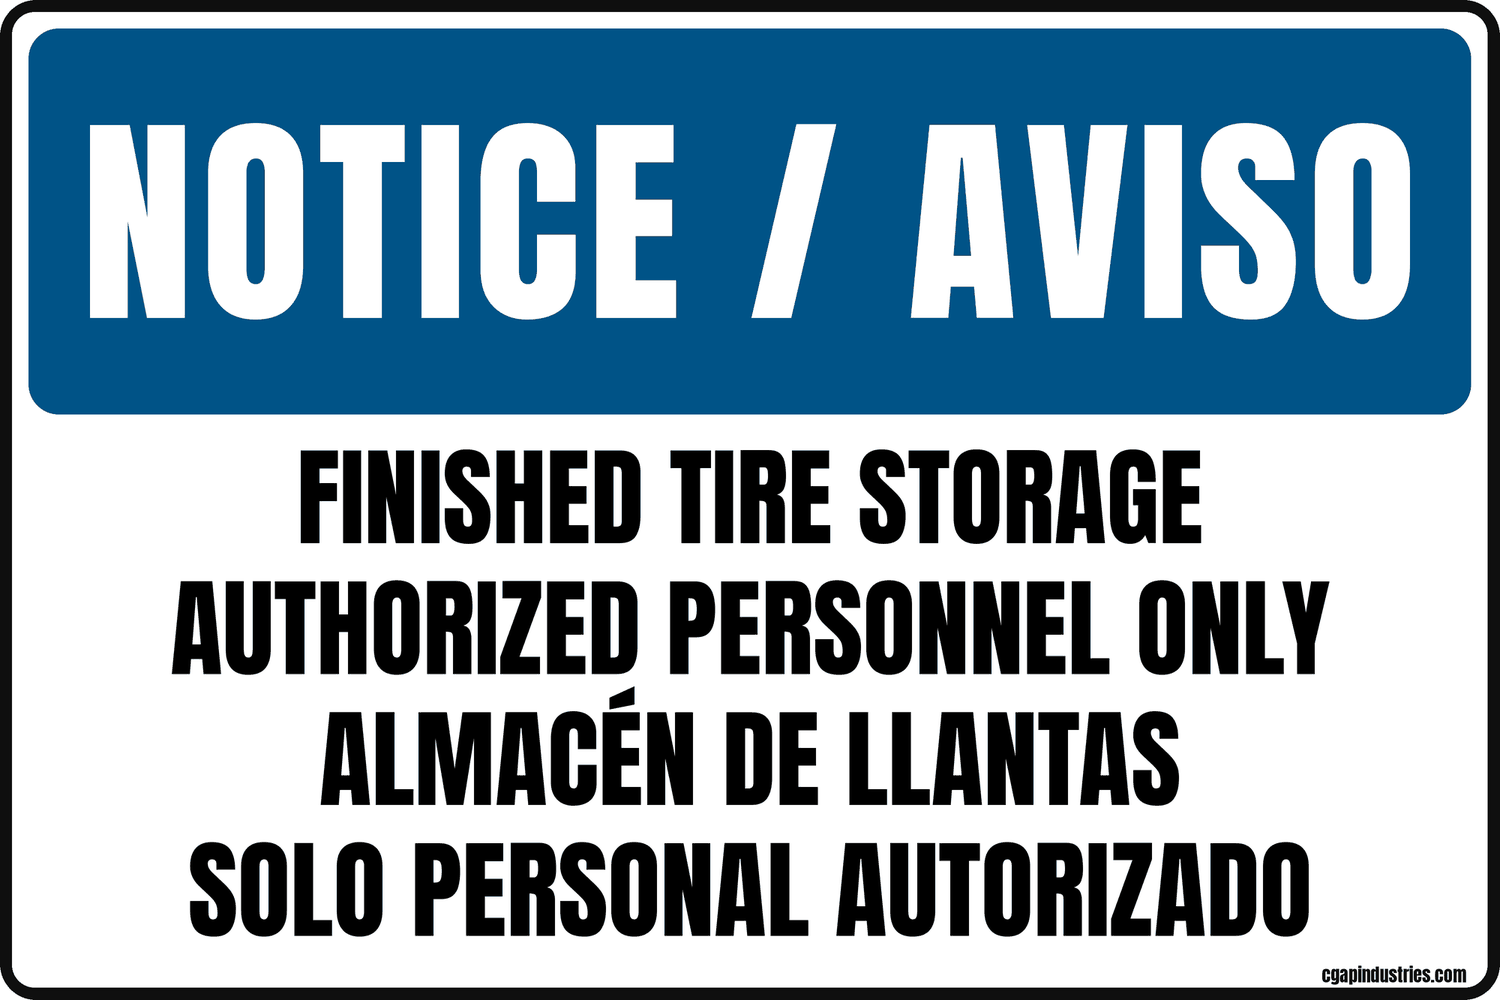 NOTICE / AVISO
FINISHED TIRE STORAGE
AUTHORIZED PERSONNEL ONLY
ALMACÉN DE LLANTAS
SOLO PERSONAL AUTORIZADO
cgapindustries.com